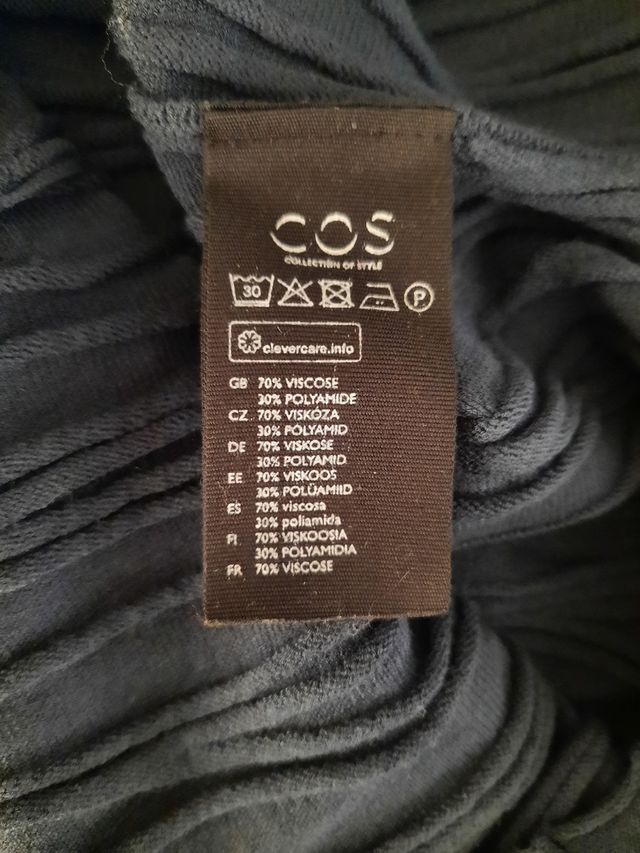 COS
COLLECTION OF STYLE
30 P
clevercare.info
GB 70% VISCOSE
30% POLYAMIDE
CZ 70% VISKÓZA
30% POLYAMID
DE 70% VISKOSE
30% POLYAMID
EE 70% VISKOOS
30% POLÜAMIID
ES 70% viscosa
30% poliamida
FI 70% VISKOOSIA
30% POLYAMIDIA
FR 70% VISCOSE